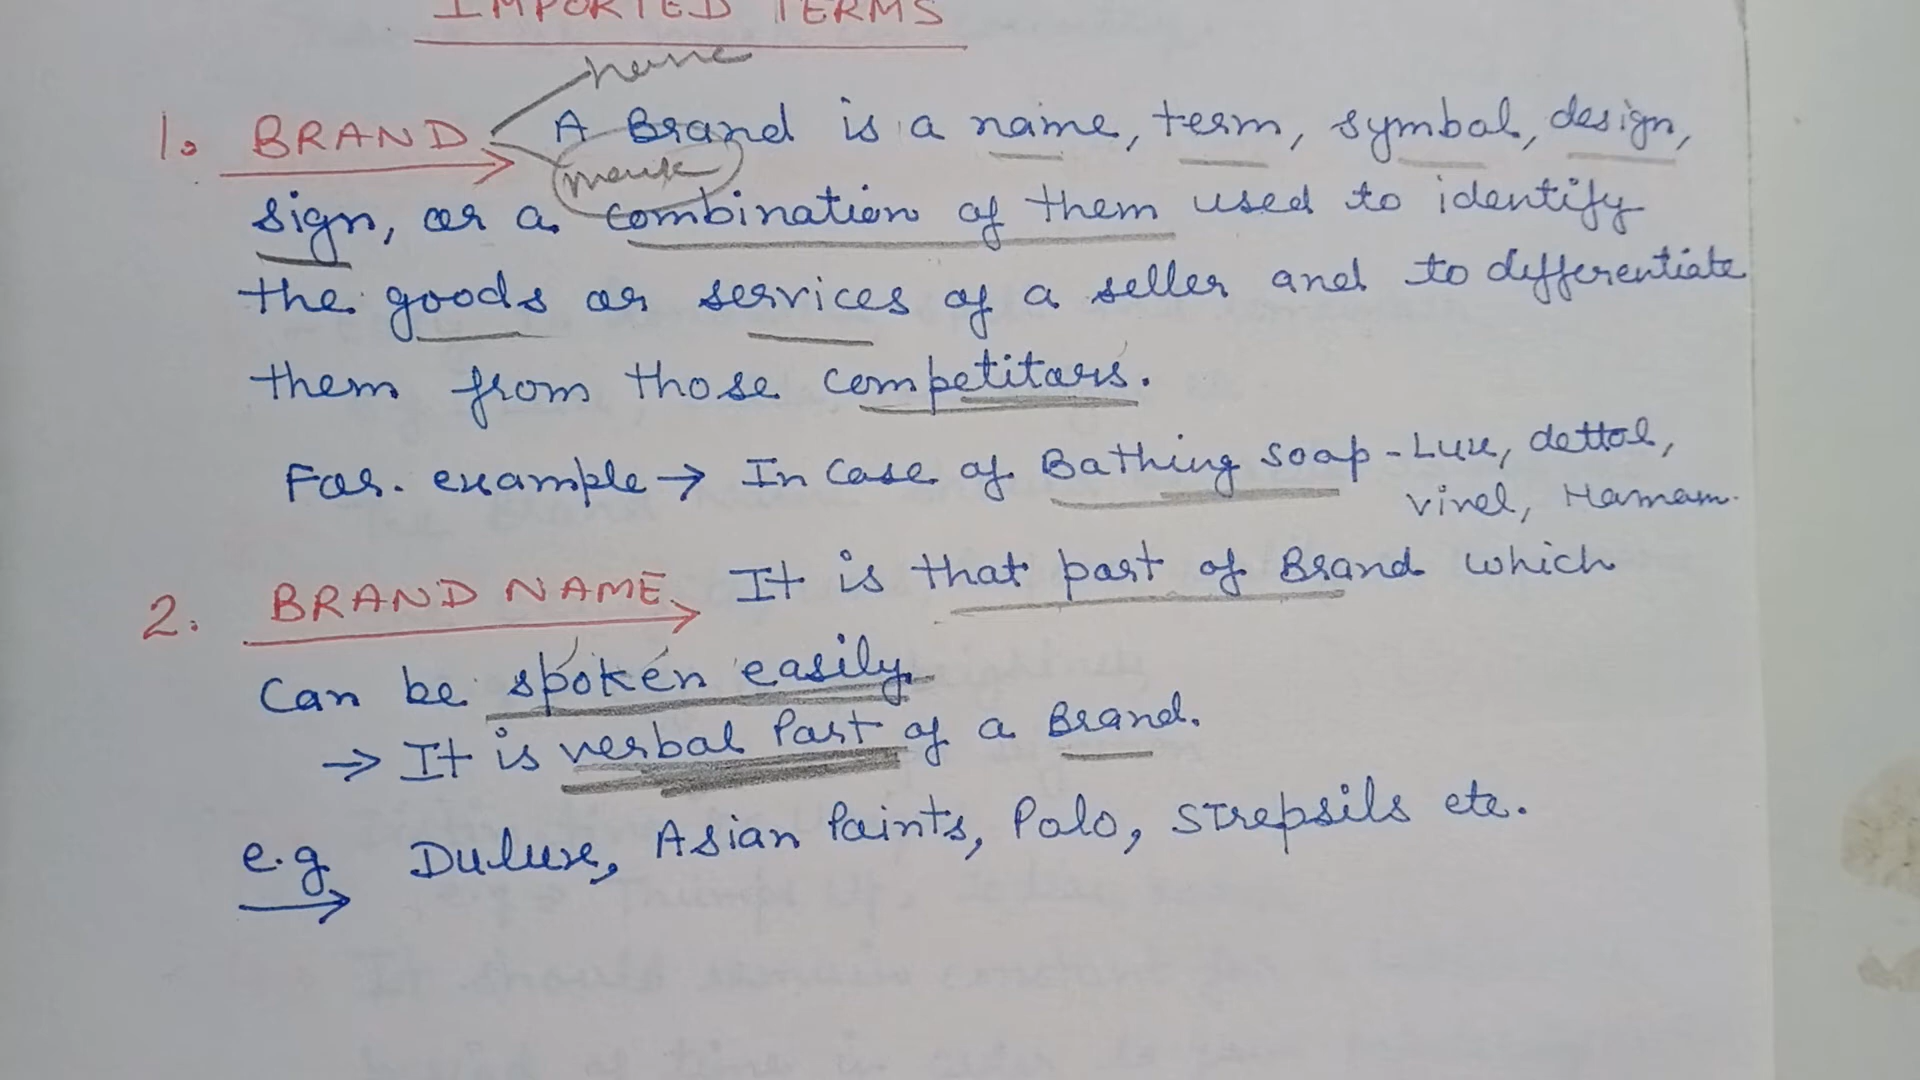 IMPORTED TERMS
name
1. BRAND → A Brand is a name, term, symbol, design,
mark
sign, or a combination of them used to identify
the goods or services of a seller and to differentiate
them from those competitors.
For. example → In case of Bathing soap - Lux, dettol,
vivel, Hamam.
2. BRAND NAME → It is that part of Brand which
Can be spoken easily.
→ It is verbal Part of a Brand.
e.g → Dulux, Asian Paints, Polo, Strepsils etc.